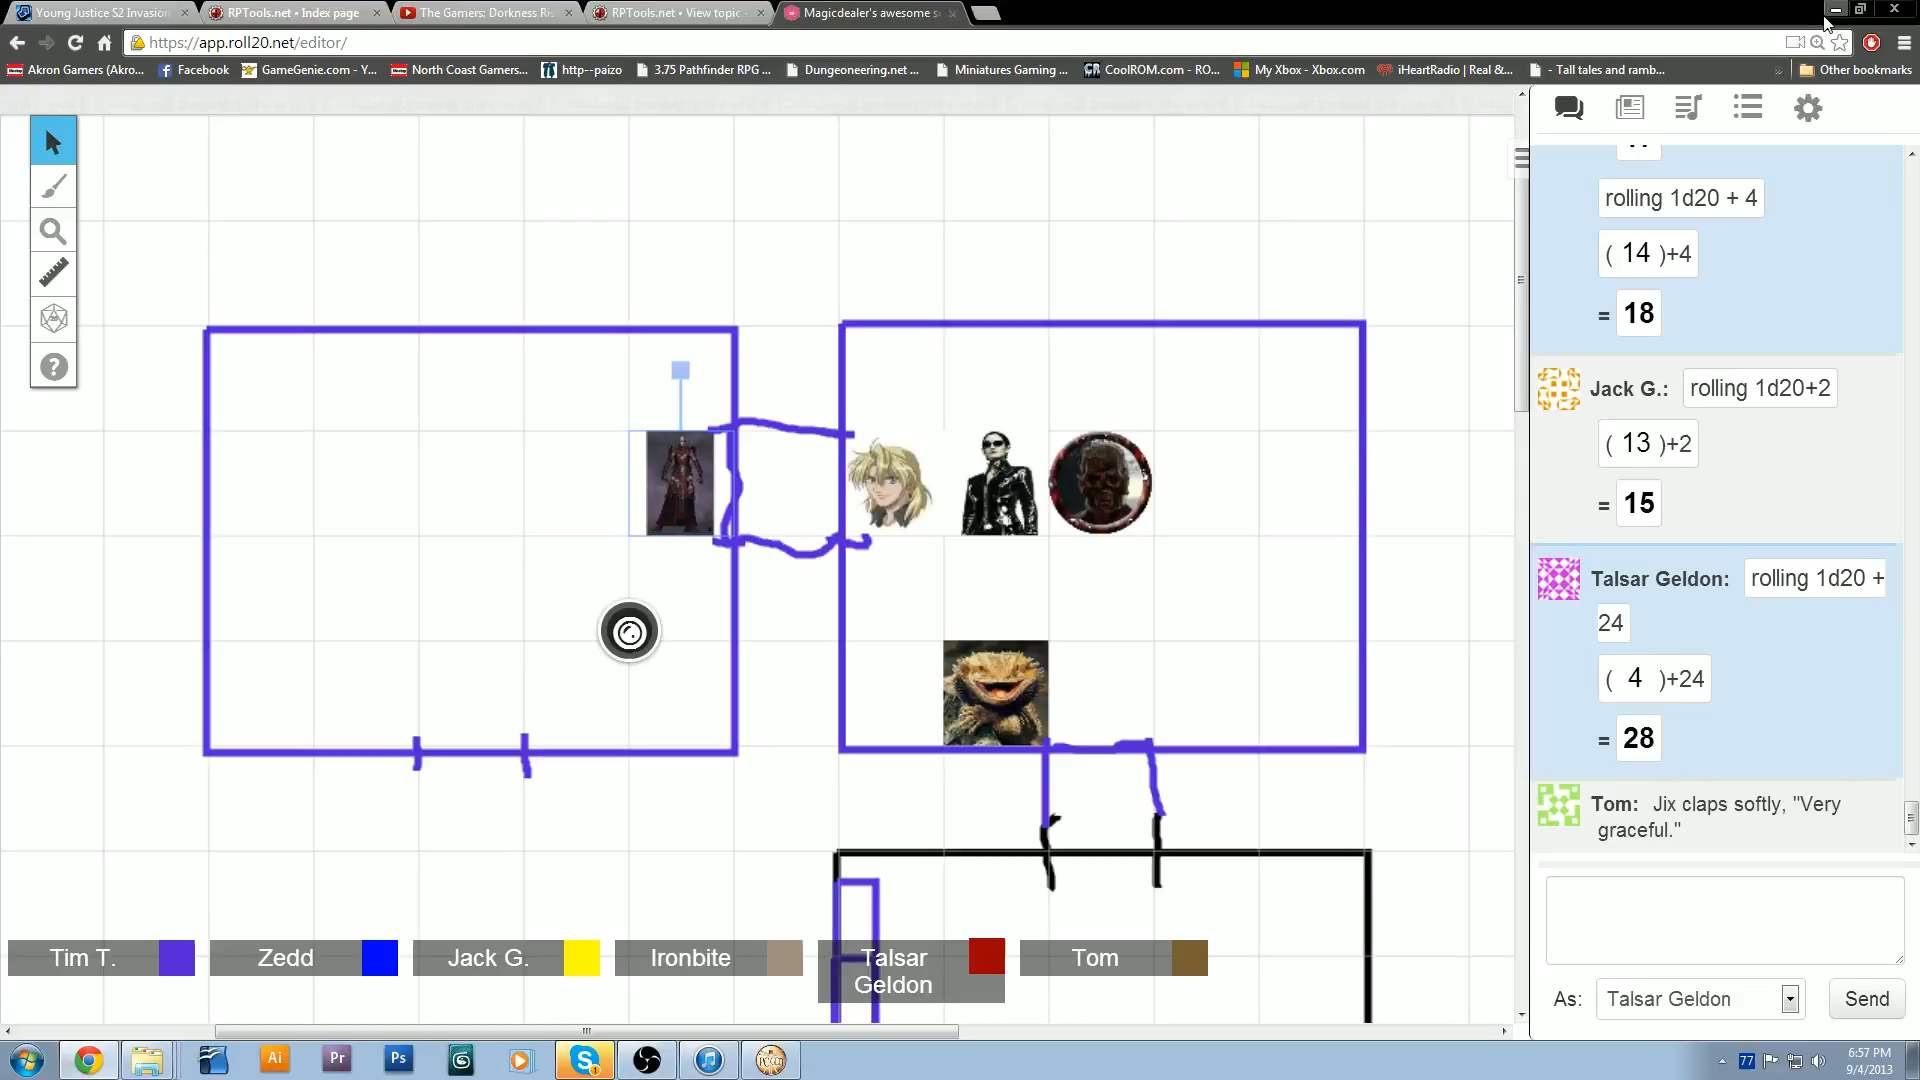 Young Justice S2 Invasion
RPTools.net • Index page
The Gamers: Dorkness Ris
RPTools.net • View topic
Magicdealer's awesome s
https://app.roll20.net/editor/
Akron Gamers (Akro...
Facebook
GameGenie.com - Y...
North Coast Gamers...
http--paizo
3.75 Pathfinder RPG ...
Dungeoneering.net ...
Miniatures Gaming ...
CoolROM.com - RO...
My Xbox - Xbox.com
iHeartRadio | Real &...
- Tall tales and ramb...
Other bookmarks
rolling 1d20 + 4
( 14 )+4
= 18
Jack G.: rolling 1d20+2
( 13 )+2
= 15
Talsar Geldon: rolling 1d20 +
24
( 4 )+24
= 28
Tom: Jix claps softly, "Very
graceful."
Tim T.
Zedd
Jack G.
Ironbite
Talsar
Geldon
Tom
As: Talsar Geldon
Send
Ai
Pr
Ps
77
6:57 PM
9/4/2013